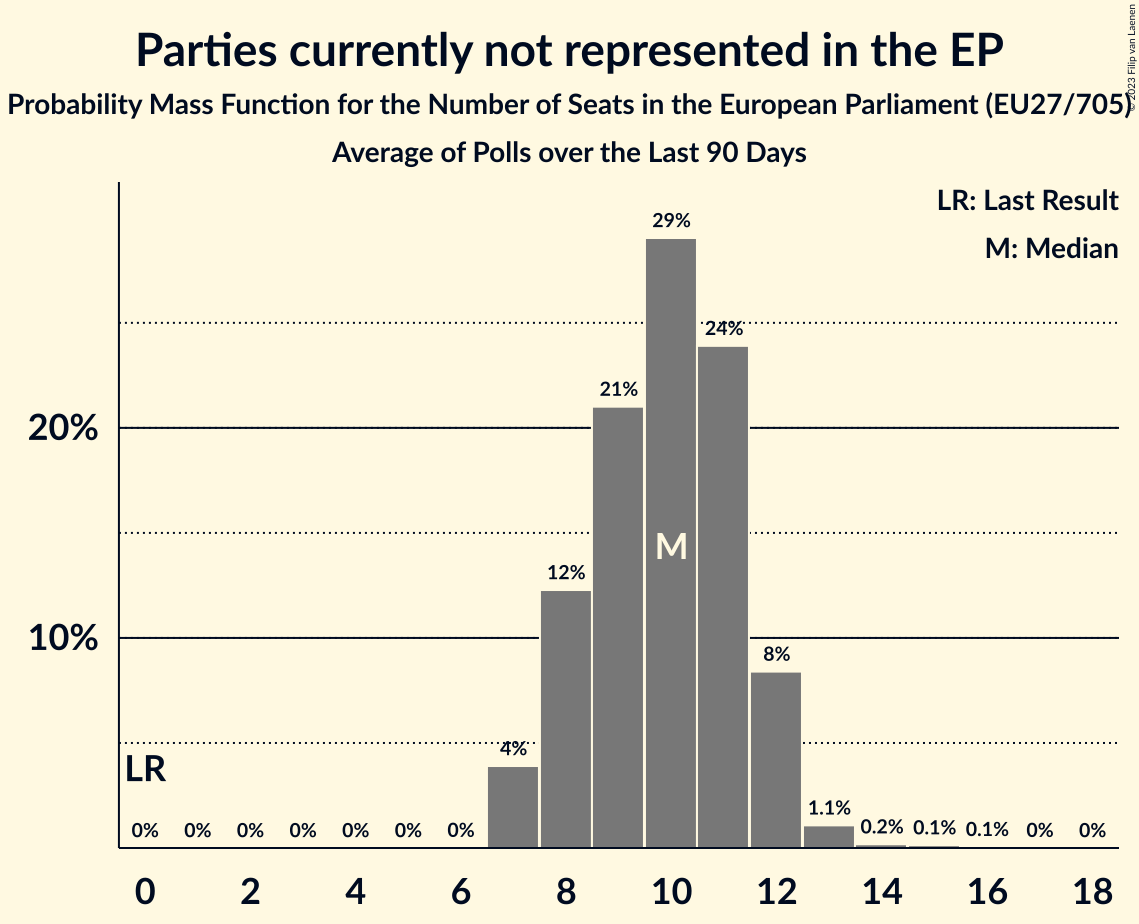 Parties currently not represented in the EP
Probability Mass Function for the Number of Seats in the European Parliament (EU27/705)
Average of Polls over the Last 90 Days
© 2023 Filip van Laenen
LR: Last Result
M: Median
29%
24%
21%
20%
M
12%
10%
8%
4%
LR
1.1%
0% 0% 0% 0% 0% 0% 0% 0.2% 0.1% 0.1% 0% 0%
0 2 4 6 8 10 12 14 16 18